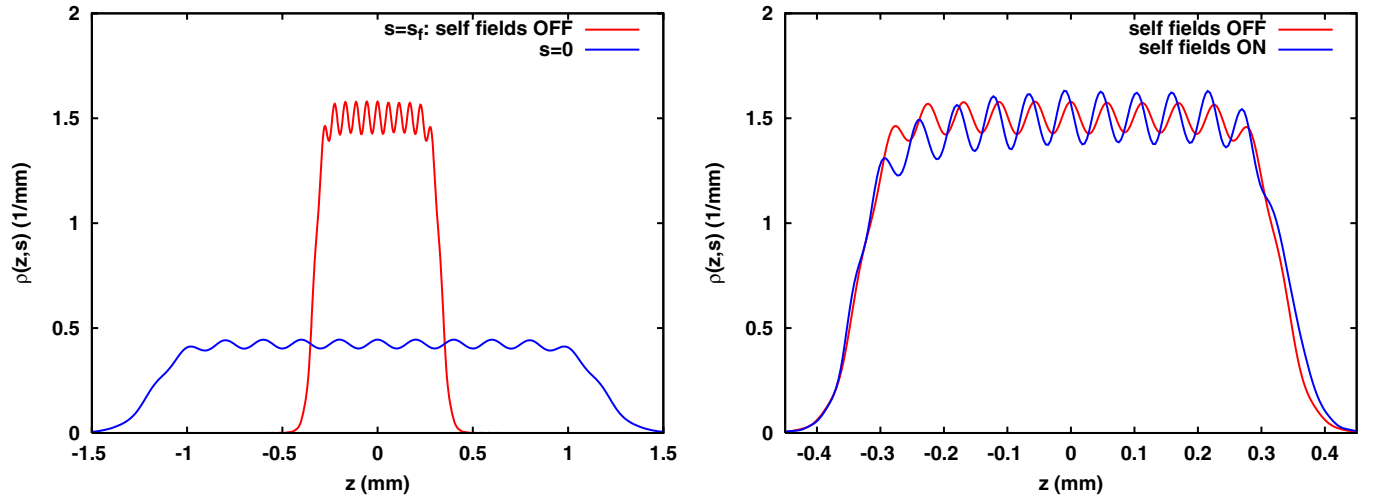 2
1.5
1
0.5
0
-1.5 -1 -0.5 0 0.5 1 1.5
ρ(z,s) (1/mm)
z (mm)
s=s_f: self fields OFF
s=0
2
1.5
1
0.5
0
-0.4 -0.3 -0.2 -0.1 0 0.1 0.2 0.3 0.4
ρ(z,s) (1/mm)
z (mm)
self fields OFF
self fields ON